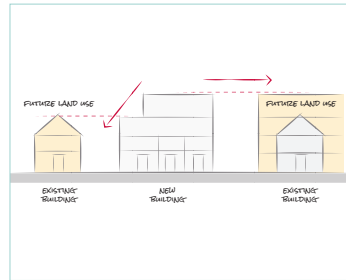 FUTURE LAND USE
FUTURE LAND USE
EXISTING
BUILDING
NEW
BUILDING
EXISTING
BUILDING